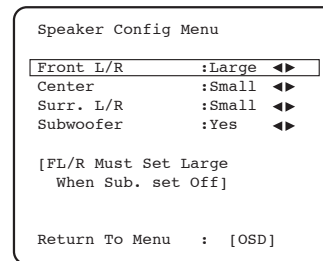 Speaker Config Menu
Front L/R :Large ◀▶
Center :Small ◀▶
Surr. L/R :Small ◀▶
Subwoofer :Yes ◀▶
[FL/R Must Set Large
When Sub. set Off]
Return To Menu : [OSD]